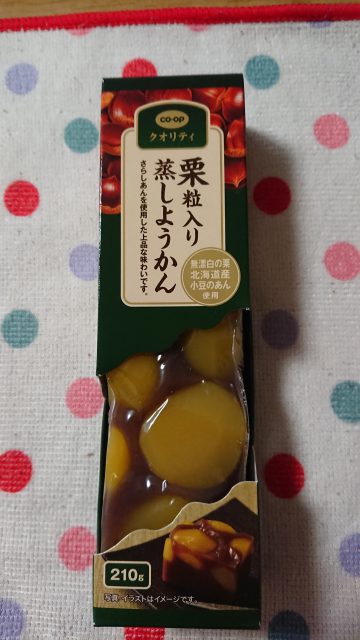 CO·OP
クオリティ
栗粒入り
蒸しようかん
さらしあんを使用した上品な味わいです。
無漂白の栗
北海道産
小豆のあん
使用
210g
写真・イラストはイメージです。